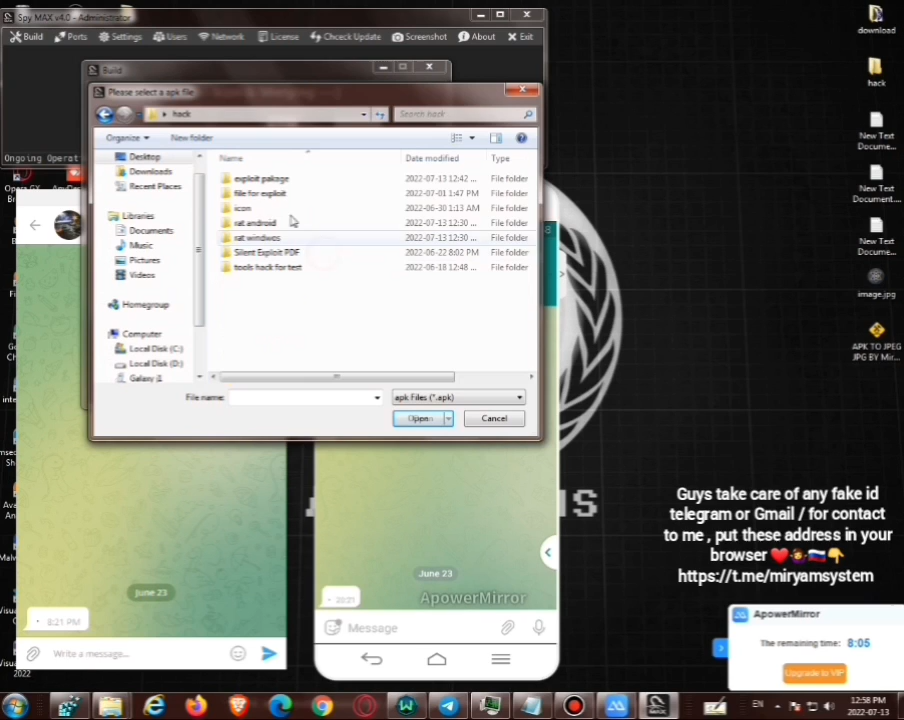 Spy MAX v4.0 - Administrator
Build Ports Settings Users Network License Chceck Update Screenshot About Exit
Build
Please select a apk file
hack
Search hack
Organize New folder
Desktop
Downloads
Recent Places
Libraries
Documents
Music
Pictures
Videos
Homegroup
Computer
Local Disk (C:)
Local Disk (D:)
Name Date modified Type
exploit pakage 2022-07-13 12:42 ... File folder
file for exploit 2022-07-01 1:47 PM File folder
icon 2022-06-30 1:13 AM File folder
rat android 2022-07-13 12:30 ... File folder
rat windwos 2022-07-13 12:30 ... File folder
Silent Exploit PDF 2022-06-22 8:02 PM File folder
tools hack for test 2022-06-18 12:48 ... File folder
File name: apk Files (*.apk)
Open Cancel
Ongoing Operat
download
hack
New Text
Docume...
New Text
Document....
New Text
Docume...
image.jpg
APK TO JPEG
JPG BY Mir...
June 23
8:21 PM
Write a message...
June 23
20:21
ApowerMirror
Message
Guys take care of any fake id
telegram or Gmail / for contact
to me , put these address in your
browser ❤️🙋‍♀️🇷🇺👇
https://t.me/miryamsystem
ApowerMirror
The remaining time: 8:05
Upgrade to VIP
2022
EN
12:58 PM
2022-07-13